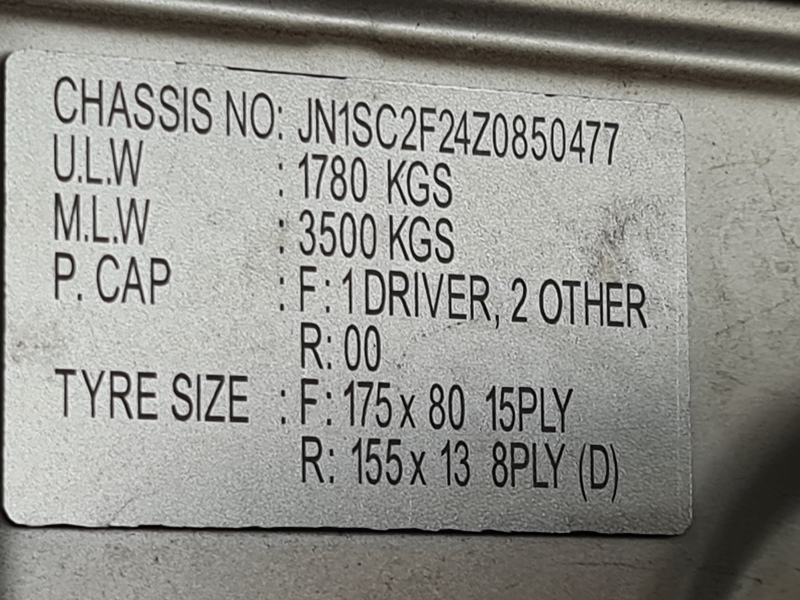 CHASSIS NO: JN1SC2F24Z0850477
U.L.W : 1780 KGS
M.L.W : 3500 KGS
P. CAP : F: 1 DRIVER, 2 OTHER
R: 00
TYRE SIZE : F: 175 x 80 15PLY
R: 155 x 13 8PLY (D)